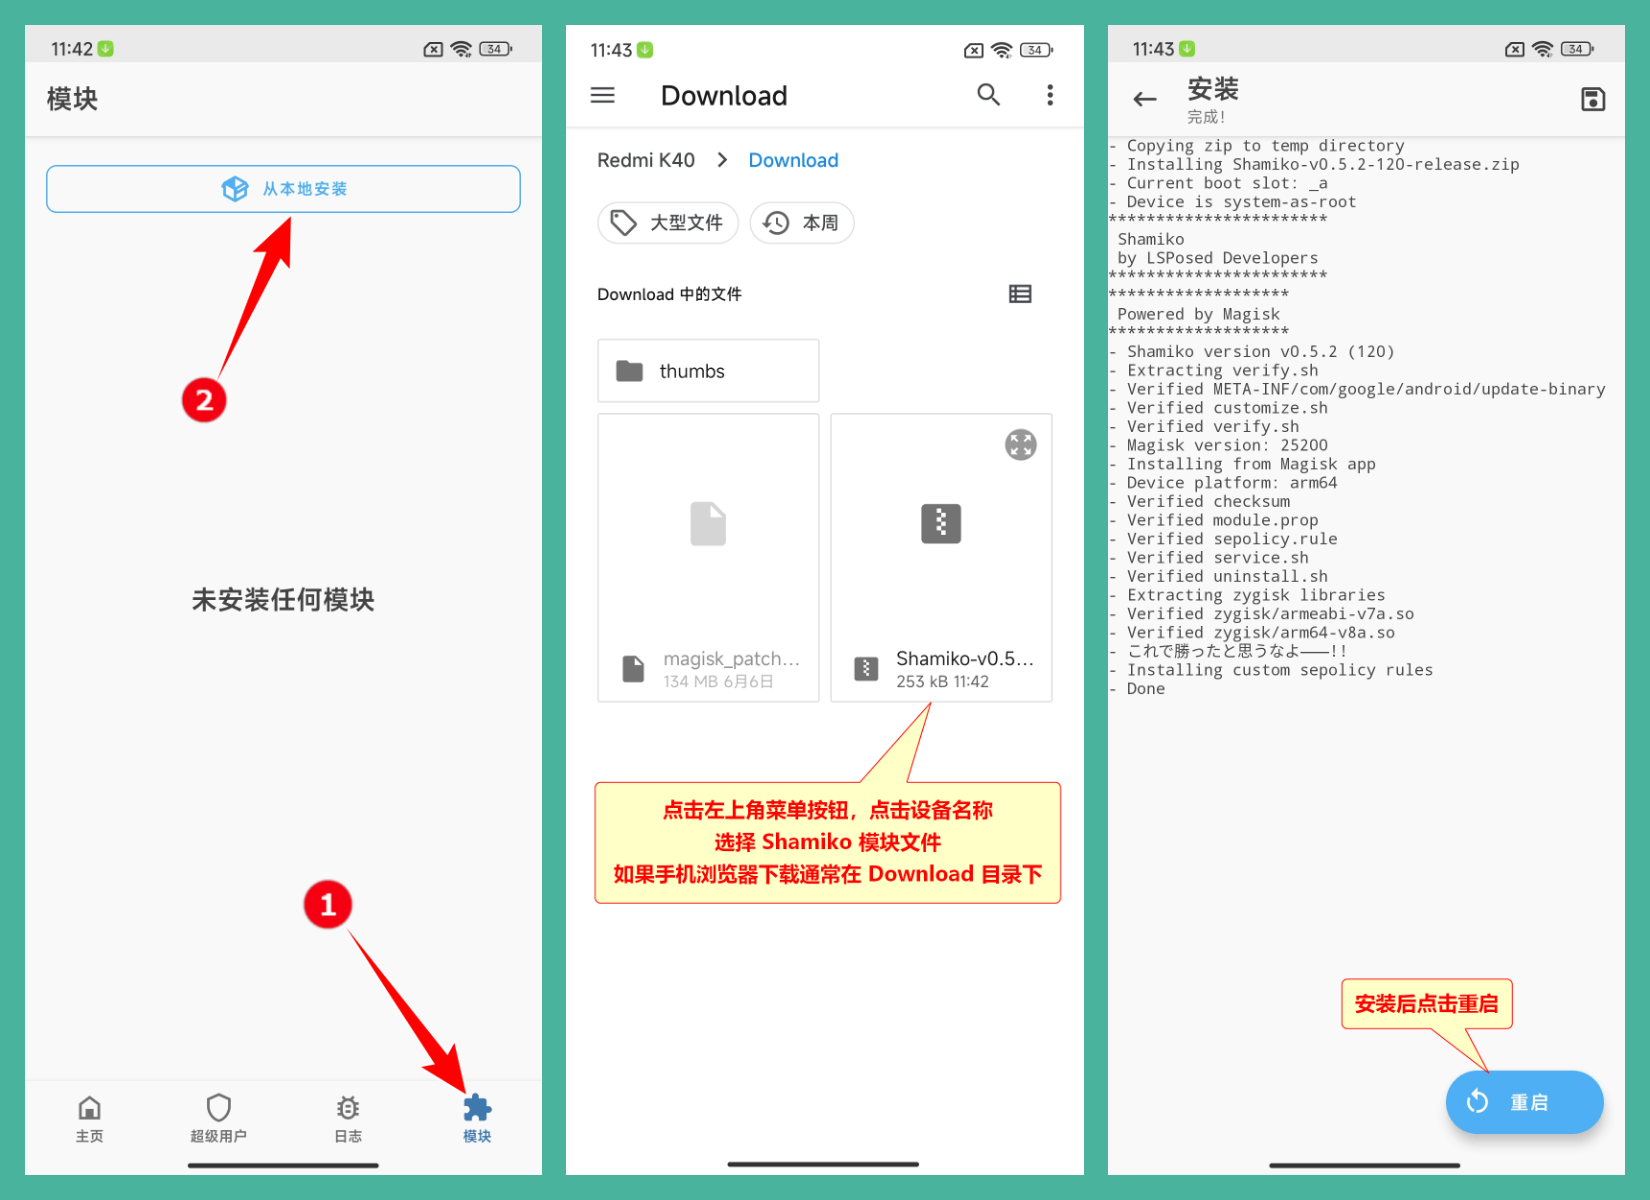 11:42
34
模块
从本地安装
2
未安装任何模块
1
主页
超级用户
日志
模块
11:43
34
Download
Redmi K40
Download
大型文件
本周
Download 中的文件
thumbs
magisk_patch...
134 MB 6月6日
Shamiko-v0.5...
253 kB 11:42
点击左上角菜单按钮，点击设备名称
选择 Shamiko 模块文件
如果手机浏览器下载通常在 Download 目录下
11:43
34
安装
完成！
- Copying zip to temp directory
- Installing Shamiko-v0.5.2-120-release.zip
- Current boot slot: _a
- Device is system-as-root
***********************
Shamiko
by LSPosed Developers
***********************
*******************
Powered by Magisk
*******************
- Shamiko version v0.5.2 (120)
- Extracting verify.sh
- Verified META-INF/com/google/android/update-binary
- Verified customize.sh
- Verified verify.sh
- Magisk version: 25200
- Installing from Magisk app
- Device platform: arm64
- Verified checksum
- Verified module.prop
- Verified sepolicy.rule
- Verified service.sh
- Verified uninstall.sh
- Extracting zygisk libraries
- Verified zygisk/armeabi-v7a.so
- Verified zygisk/arm64-v8a.so
- これで勝ったと思うなよ―――!!
- Installing custom sepolicy rules
- Done
安装后点击重启
重启